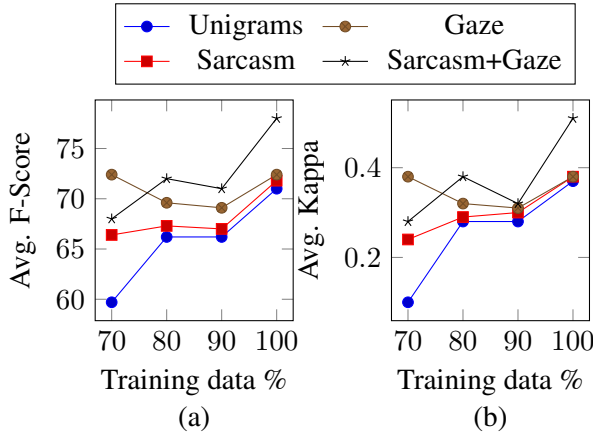 Unigrams Gaze
Sarcasm Sarcasm+Gaze
Avg. F-Score
75
70
65
60
70 80 90 100
Training data %
(a)
Avg. Kappa
0.4
0.2
70 80 90 100
Training data %
(b)